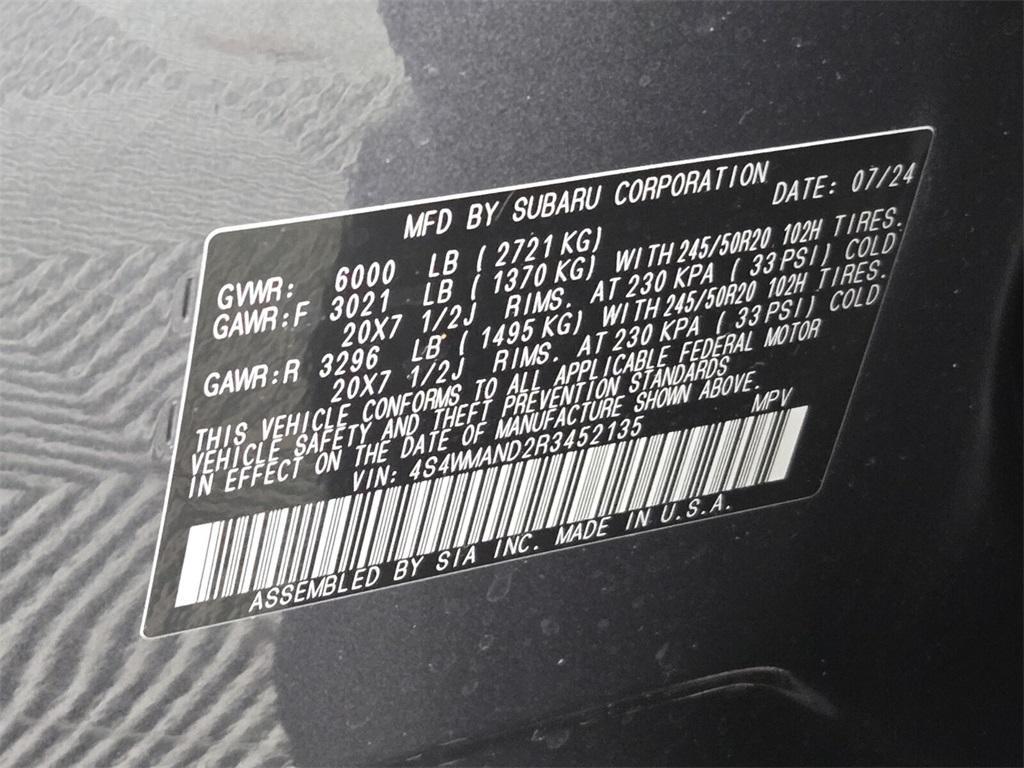 MFD BY SUBARU CORPORATION DATE: 07/24
GVWR: 6000 LB ( 2721 KG)
GAWR:F 3021 LB ( 1370 KG) WITH 245/50R20 102H TIRES.
20X7 1/2J RIMS. AT 230 KPA ( 33 PSI) COLD
GAWR:R 3296 LB ( 1495 KG) WITH 245/50R20 102H TIRES.
20X7 1/2J RIMS. AT 230 KPA ( 33 PSI) COLD
THIS VEHICLE CONFORMS TO ALL APPLICABLE FEDERAL MOTOR
VEHICLE SAFETY AND THEFT PREVENTION STANDARDS
IN EFFECT ON THE DATE OF MANUFACTURE SHOWN ABOVE.
VIN: 4S4WMAND2R3452135 MPV
ASSEMBLED BY SIA INC. MADE IN U.S.A.